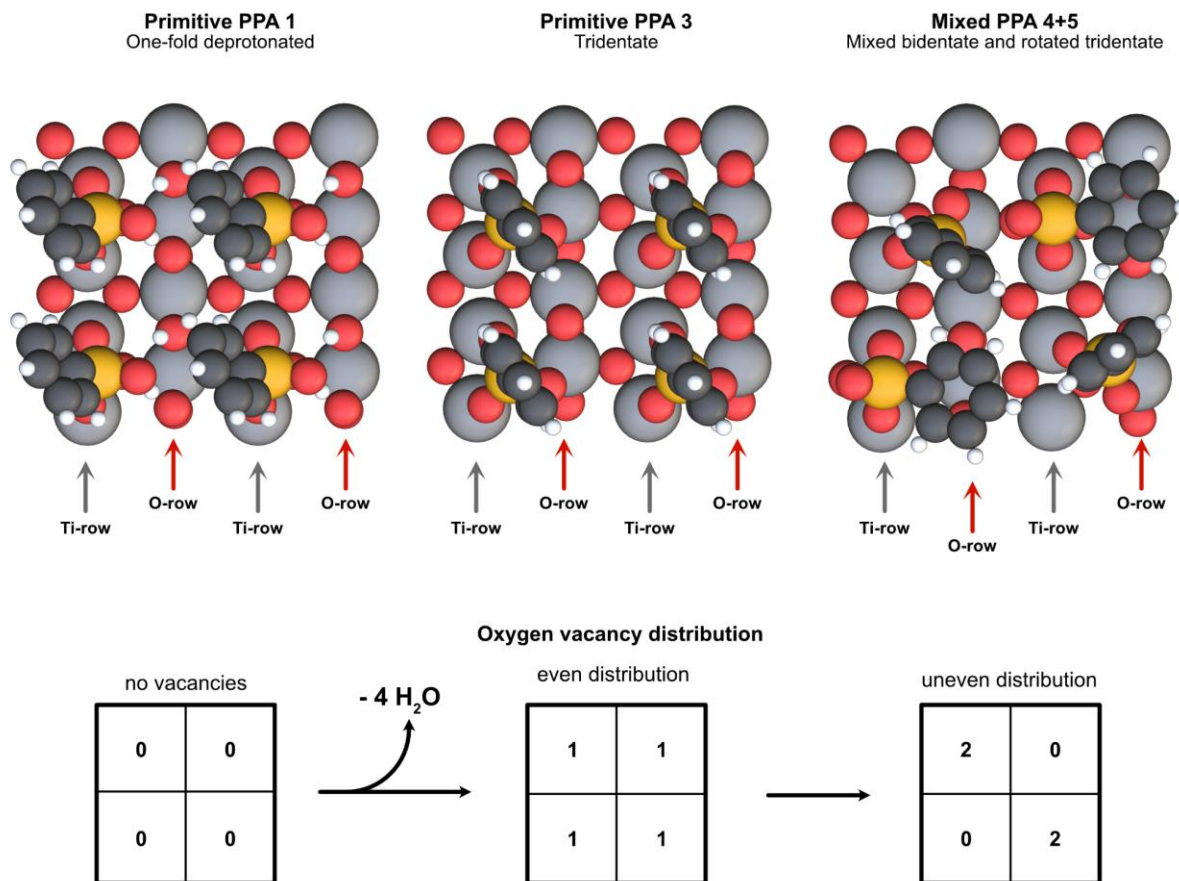 Primitive PPA 1
One-fold deprotonated
Primitive PPA 3
Tridentate
Mixed PPA 4+5
Mixed bidentate and rotated tridentate
Ti-row
O-row
Ti-row
O-row
Ti-row
O-row
Ti-row
O-row
Ti-row
O-row
Ti-row
O-row
Oxygen vacancy distribution
no vacancies
0 0
0 0
- 4 H₂O
even distribution
1 1
1 1
uneven distribution
2 0
0 2